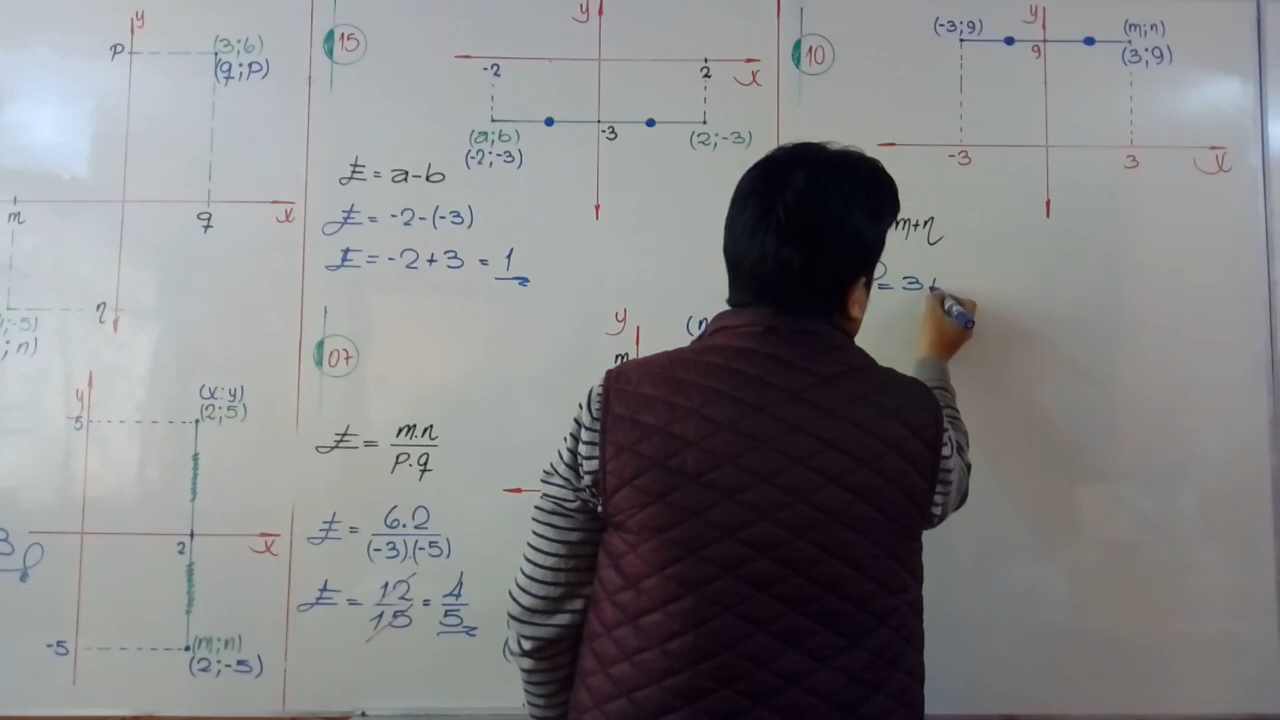 y
p
(3;6)
(q;p)
m
q
x
n
;-5)
; n)
y
(x:y)
5
(2;5)
2
x
-5
(m;n)
(2;-5)
15
y
-2
2
x
(a;b)
-3
(2;-3)
(-2;-3)
E = a-b
E = -2-(-3)
E = -2+3 = 1
07
E = m.n / p.q
E = 6.2 / (-3).(-5)
E = 12/15 = 4/5
y
m
10
(-3;9)
y
(m;n)
9
(3;9)
-3
3
x
m+n
= 3+